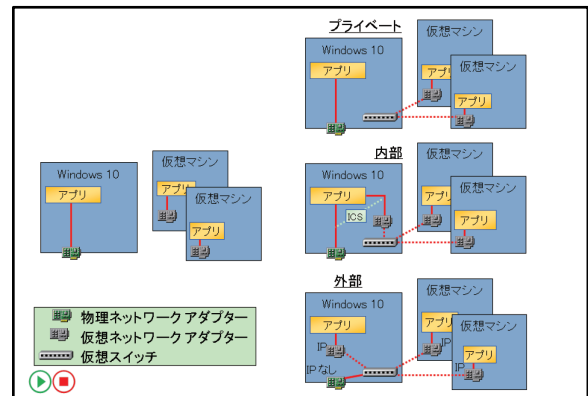 Windows 10
アプリ
仮想マシン
アプリ
仮想マシン
アプリ
物理ネットワーク アダプター
仮想ネットワーク アダプター
仮想スイッチ
プライベート
Windows 10
アプリ
仮想マシン
アプリ
仮想マシン
アプリ
内部
Windows 10
アプリ
ICS
仮想マシン
アプリ
仮想マシン
アプリ
外部
Windows 10
アプリ
IP
IP なし
仮想マシン
アプリ
IP
仮想マシン
アプリ
IP